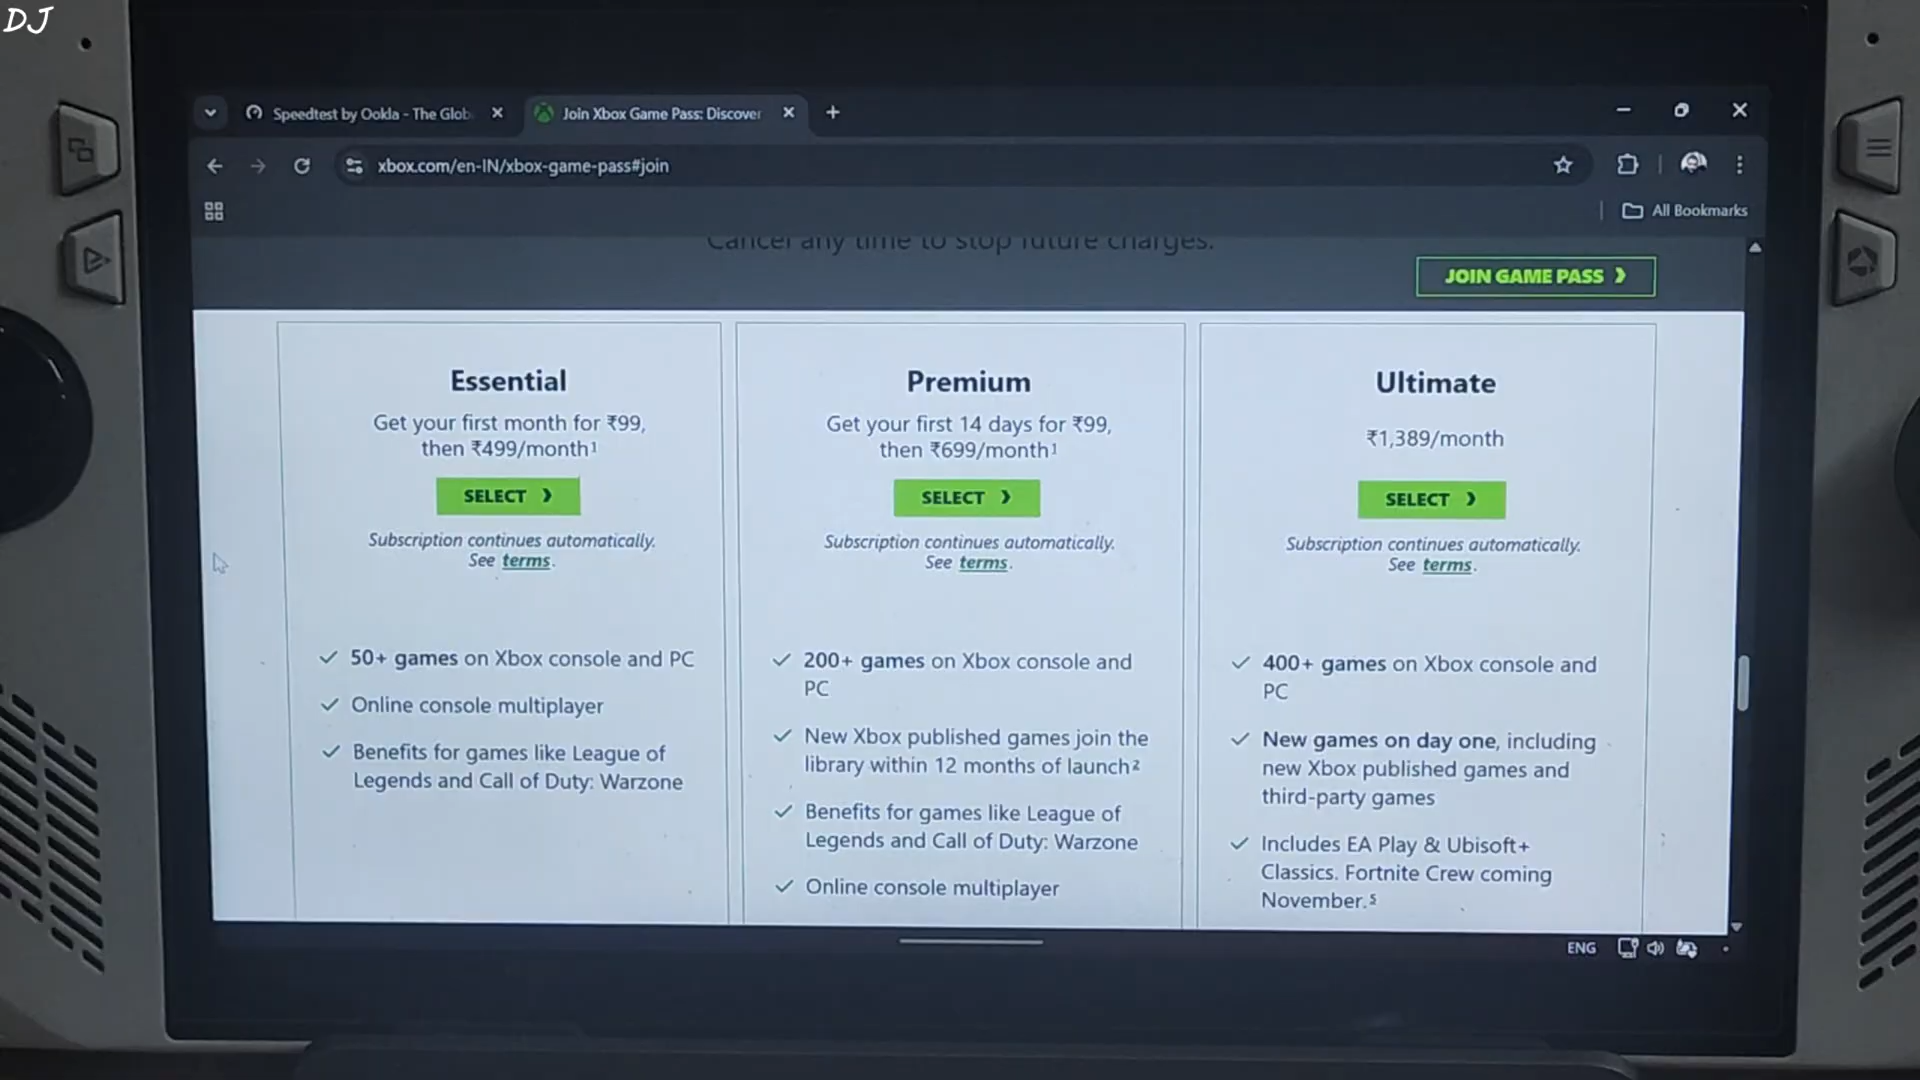 DJ
Speedtest by Ookla - The Glob
Join Xbox Game Pass: Discover
xbox.com/en-IN/xbox-game-pass#join
All Bookmarks
Cancel any time to stop future charges.
JOIN GAME PASS
Essential
Get your first month for ₹99,
then ₹499/month¹
SELECT
Subscription continues automatically.
See terms.
50+ games on Xbox console and PC
Online console multiplayer
Benefits for games like League of
Legends and Call of Duty: Warzone
Premium
Get your first 14 days for ₹99,
then ₹699/month¹
SELECT
Subscription continues automatically.
See terms.
200+ games on Xbox console and
PC
New Xbox published games join the
library within 12 months of launch²
Benefits for games like League of
Legends and Call of Duty: Warzone
Online console multiplayer
Ultimate
₹1,389/month
SELECT
Subscription continues automatically.
See terms.
400+ games on Xbox console and
PC
New games on day one, including
new Xbox published games and
third-party games
Includes EA Play & Ubisoft+
Classics. Fortnite Crew coming
November.⁵
ENG